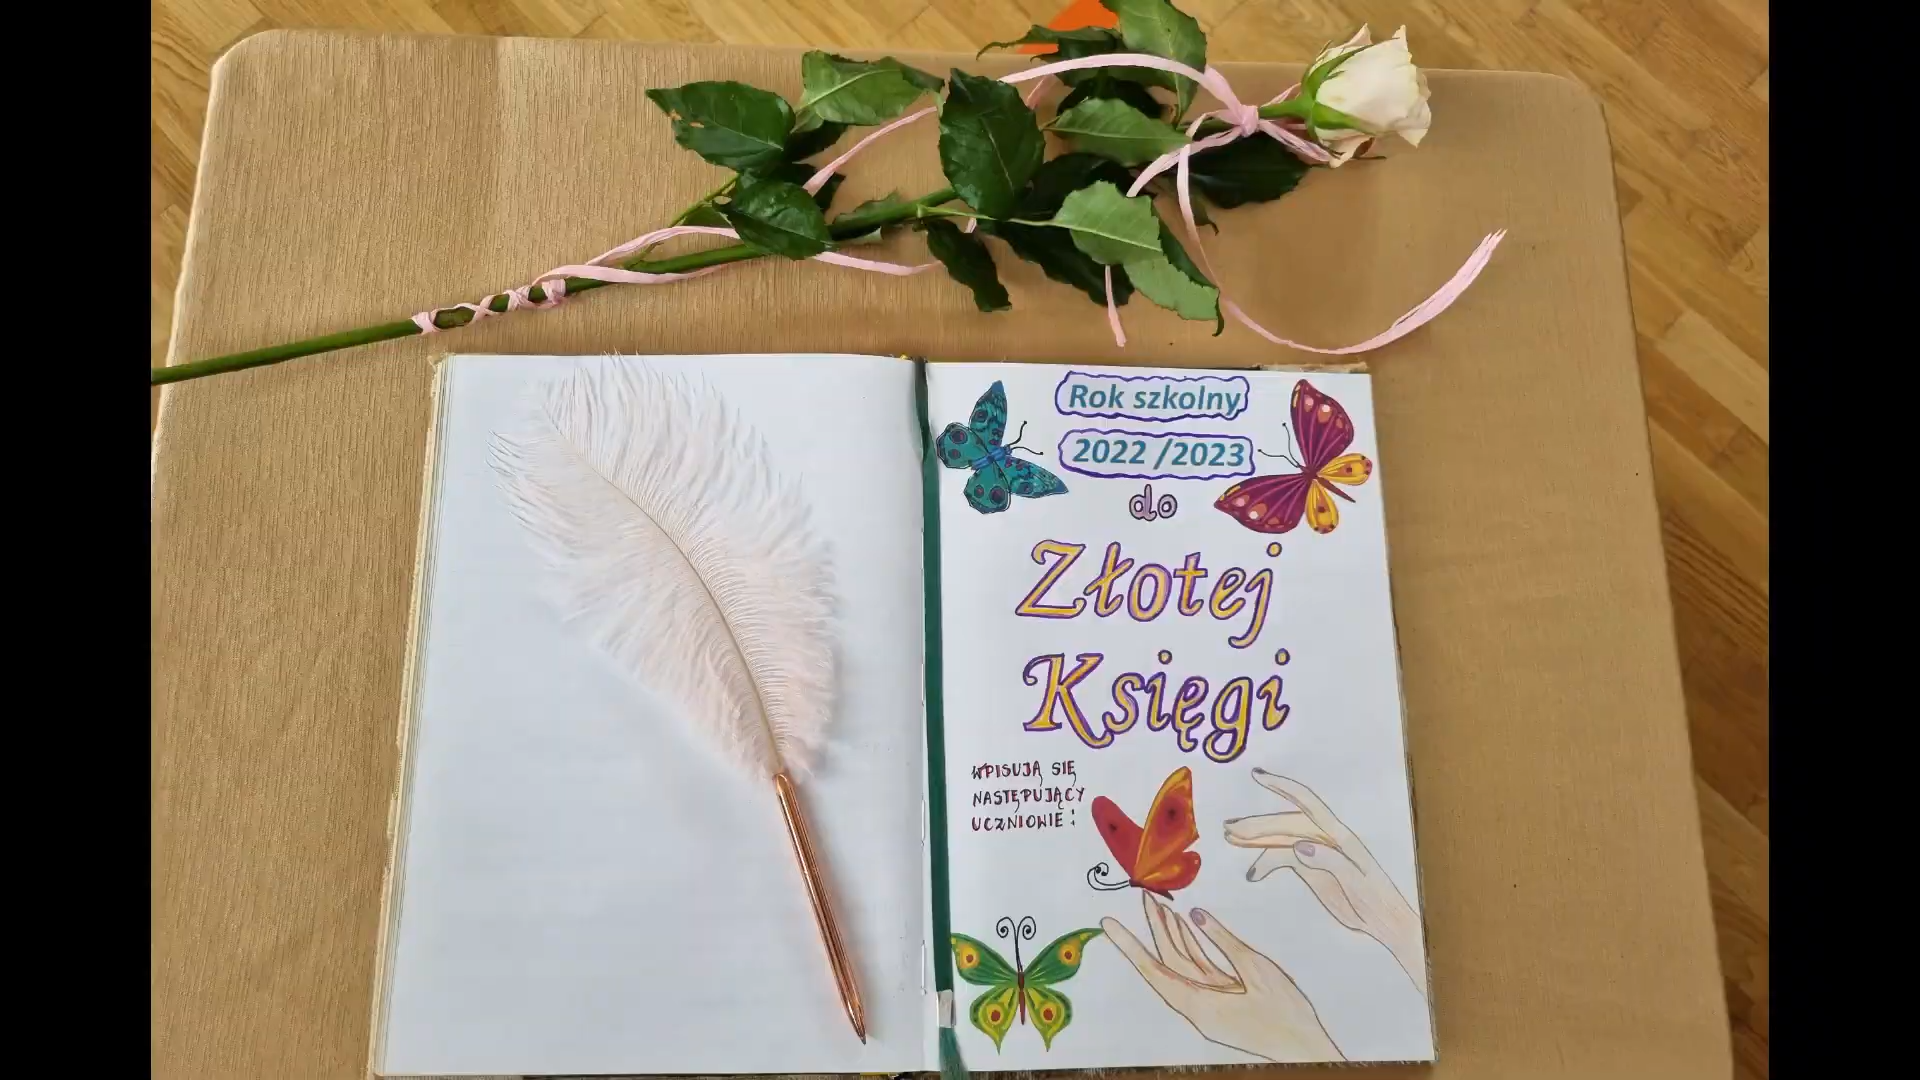 Rok szkolny
2022 /2023
do
Złotej
Księgi
WPISUJĄ SIĘ
NASTĘPUJĄCY
UCZNIOWIE: